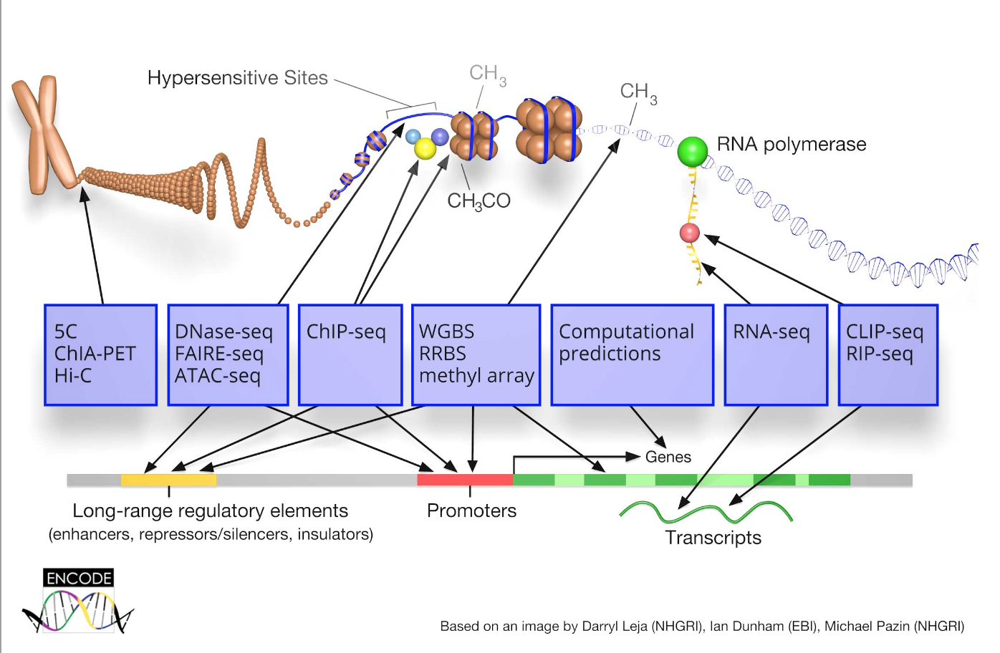 Hypersensitive Sites
CH3
CH3
RNA polymerase
CH3CO
5C
ChIA-PET
Hi-C
DNase-seq
FAIRE-seq
ATAC-seq
ChIP-seq
WGBS
RRBS
methyl array
Computational
predictions
RNA-seq
CLIP-seq
RIP-seq
Genes
Long-range regulatory elements
(enhancers, repressors/silencers, insulators)
Promoters
Transcripts
ENCODE
Based on an image by Darryl Leja (NHGRI), Ian Dunham (EBI), Michael Pazin (NHGRI)